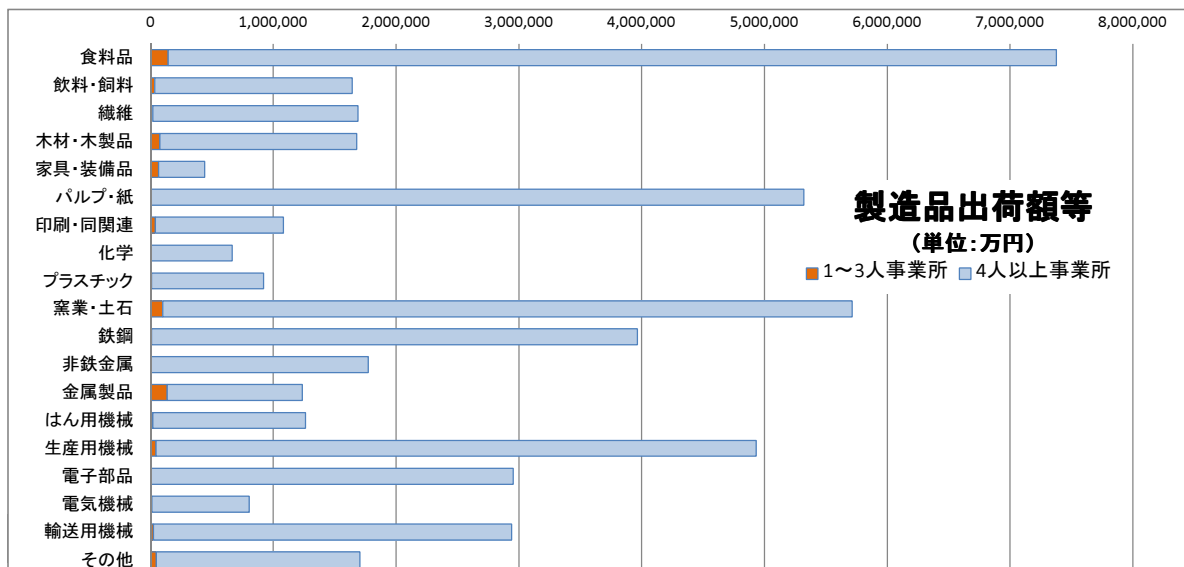 0 1,000,000 2,000,000 3,000,000 4,000,000 5,000,000 6,000,000 7,000,000 8,000,000
食料品
飲料・飼料
繊維
木材・木製品
家具・装備品
パルプ・紙
製造品出荷額等
印刷・同関連
(単位:万円)
化学
1～3人事業所 4人以上事業所
プラスチック
窯業・土石
鉄鋼
非鉄金属
金属製品
はん用機械
生産用機械
電子部品
電気機械
輸送用機械
その他